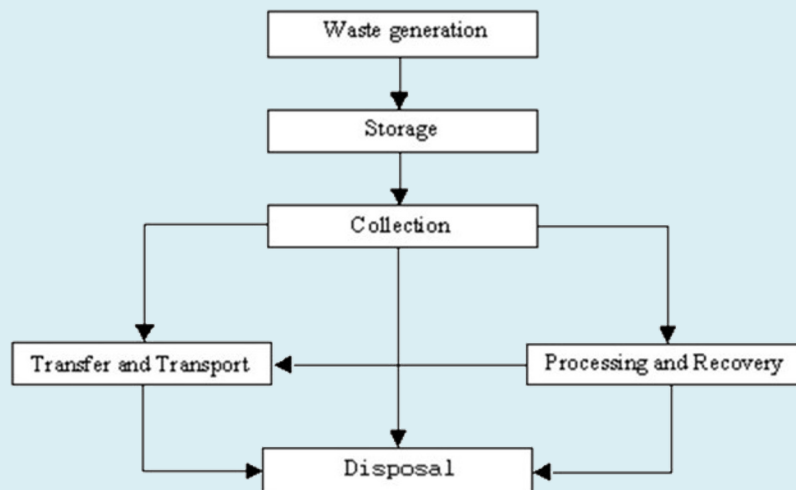 Waste generation
Storage
Collection
Transfer and Transport
Processing and Recovery
Disposal